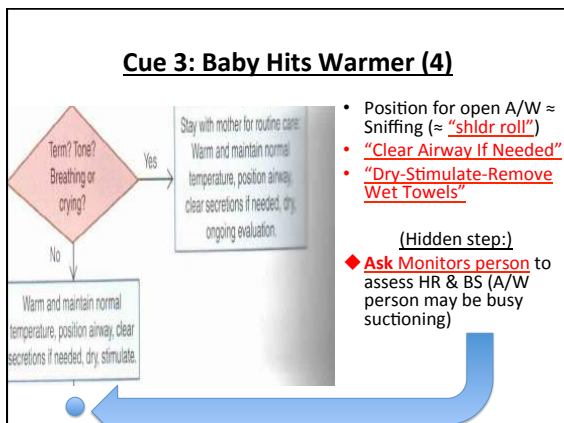 Cue 3: Baby Hits Warmer (4)
Term? Tone?
Breathing or
crying?
Yes
Stay with mother for routine care:
Warm and maintain normal
temperature, position airway,
clear secretions if needed, dry,
ongoing evaluation.
No
Warm and maintain normal
temperature, position airway, clear
secretions if needed, dry, stimulate.
• Position for open A/W ≈
Sniffing (≈ “shldr roll”)
• “Clear Airway If Needed”
• “Dry-Stimulate-Remove
Wet Towels”
(Hidden step:)
◆ Ask Monitors person to
assess HR & BS (A/W
person may be busy
suctioning)